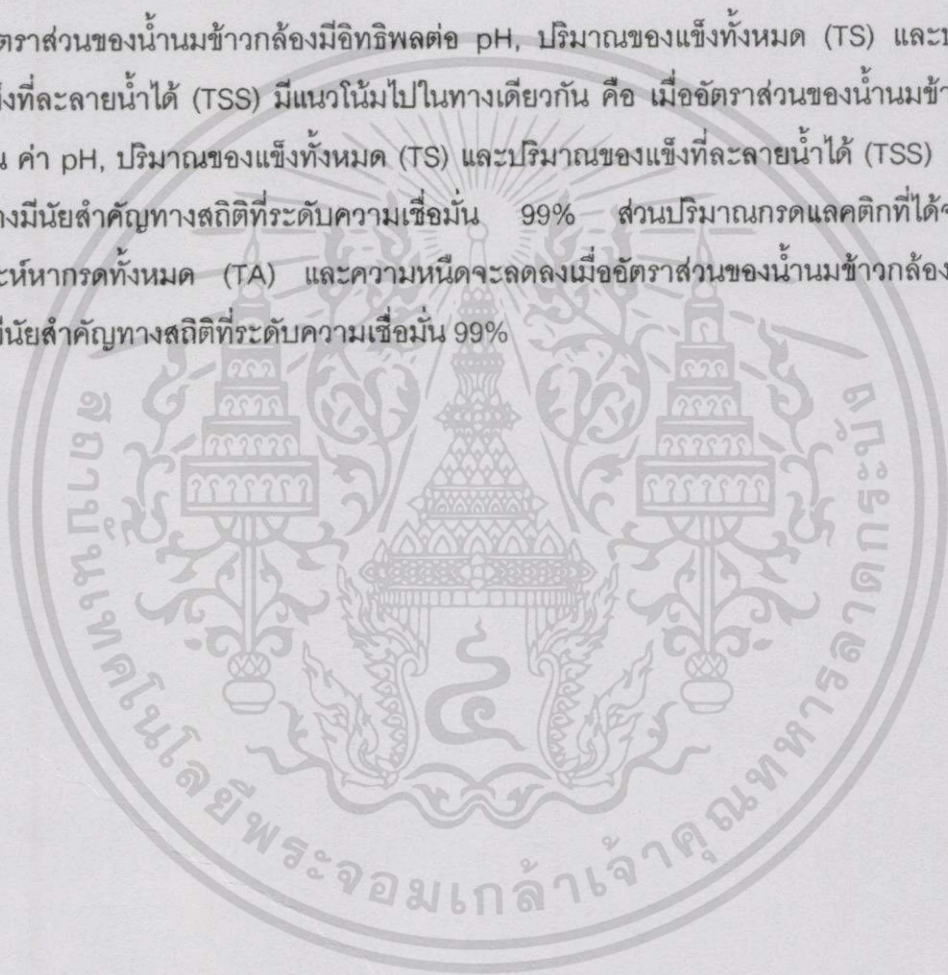 ตราส่วนของน้ำนมข้าวกล้องมีอิทธิพลต่อ pH, ปริมาณของแข็งทั้งหมด (TS) และ
ข็งที่ละลายน้ำได้ (TSS) มีแนวโน้มไปในทางเดียวกัน คือ เมื่ออัตราส่วนของน้ำนมข้า
น ค่า pH, ปริมาณของแข็งทั้งหมด (TS) และปริมาณของแข็งที่ละลายน้ำได้ (TSS)
างมีนัยสำคัญทางสถิติที่ระดับความเชื่อมั่น 99% ส่วนปริมาณกรดแลคติกที่ได้จ
ะห์หากรดทั้งหมด (TA) และความหนืดจะลดลงเมื่ออัตราส่วนของน้ำนมข้าวกล้อง
มีนัยสำคัญทางสถิติที่ระดับความเชื่อมั่น 99%
สถาบันเทคโนโลยีพระจอมเกล้าเจ้าคุณทหารลาดกระบัง